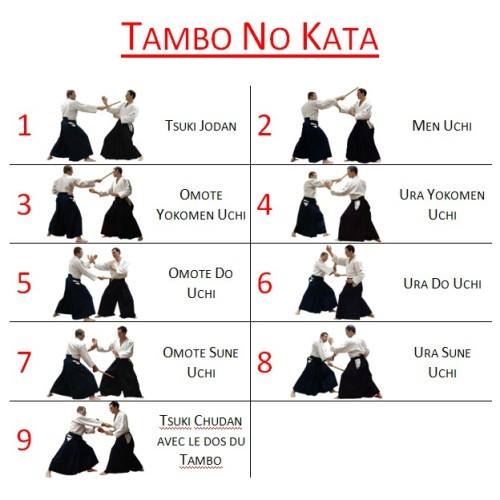 TAMBO NO KATA
1
TSUKI JODAN
2
MEN UCHI
3
OMOTE
YOKOMEN UCHI
4
URA YOKOMEN
UCHI
5
OMOTE DO
UCHI
6
URA DO UCHI
7
OMOTE SUNE
UCHI
8
URA SUNE
UCHI
9
TSUKI CHUDAN
AVEC LE DOS DU
TAMBO